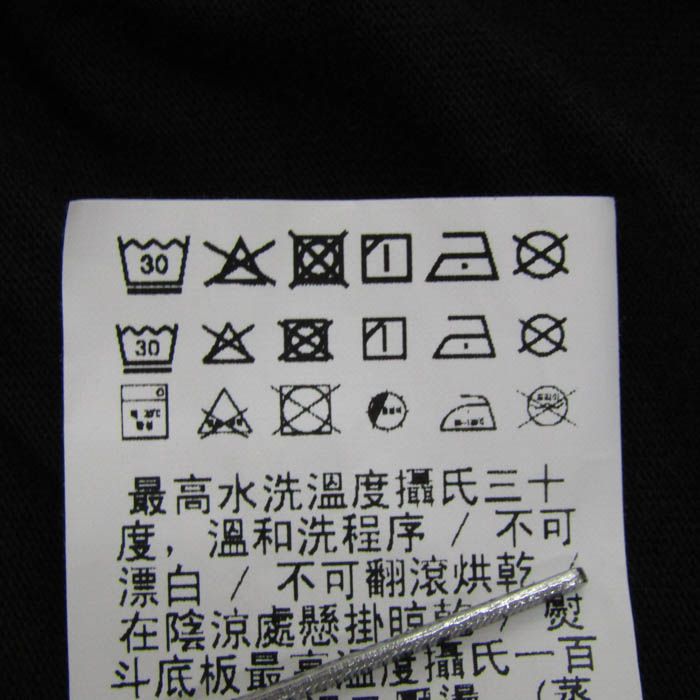 30
30
最高水洗溫度攝氏三十
度，溫和洗程序 / 不可
漂白 / 不可翻滾烘乾 /
在陰涼處懸掛晾乾 / 熨
斗底板最高溫度攝氏一百
燙 (蒸